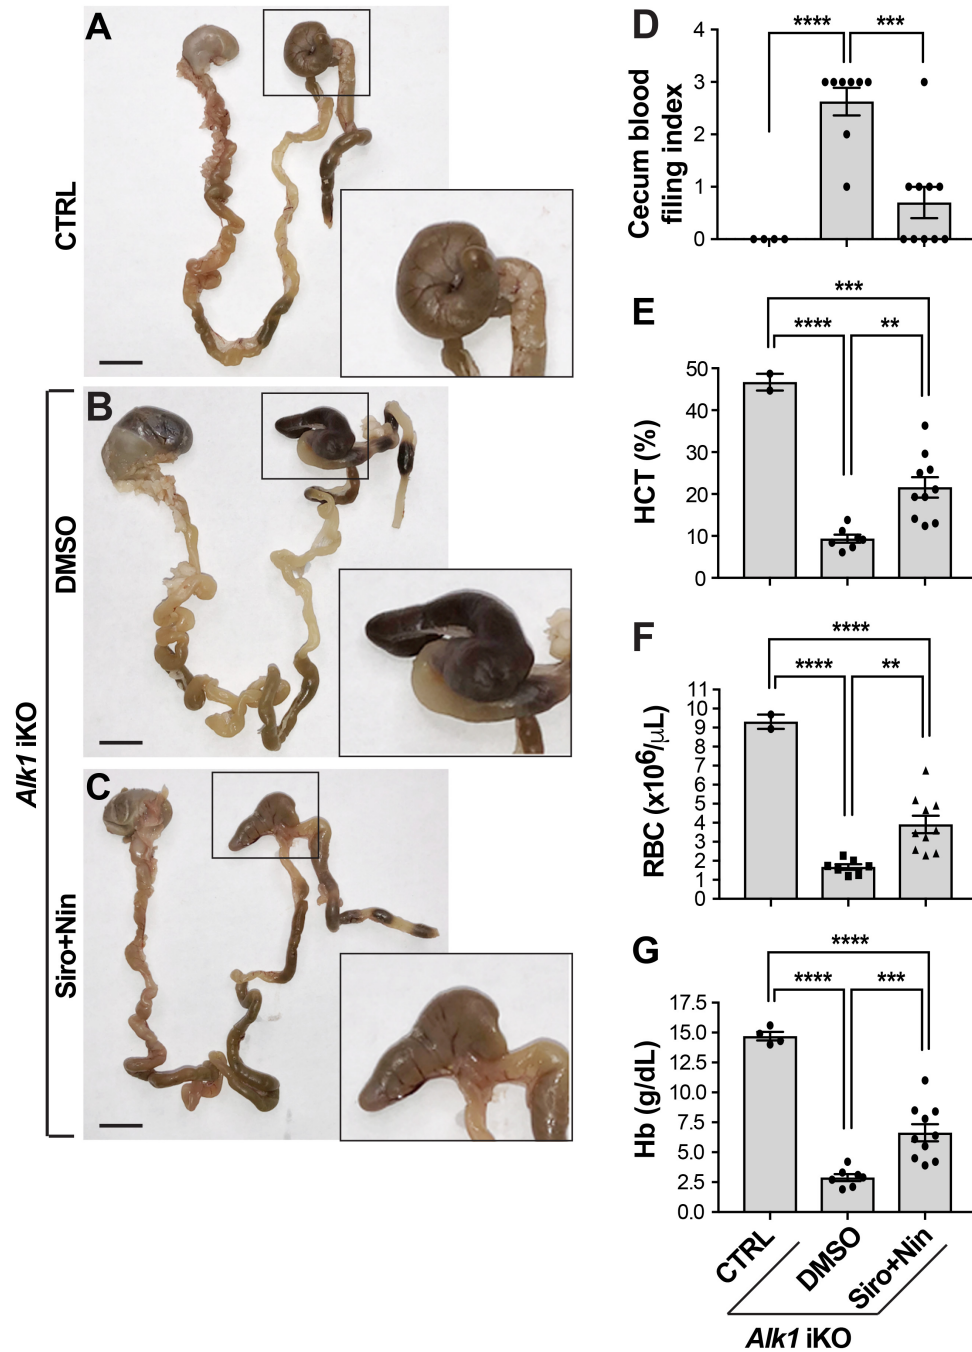 A
CTRL
B
DMSO
C
Siro+Nin
Alk1 iKO
D
**** ***
Cecum blood
filing index
4
3
2
1
0
E
***
**** **
HCT (%)
50
40
30
20
10
0
F
****
**** **
RBC (x10⁶/μL)
11
10
9
8
7
6
5
4
3
2
1
0
G
****
**** ***
Hb (g/dL)
17.5
15.0
12.5
10.0
7.5
5.0
2.5
0.0
CTRL
DMSO
Siro+Nin
Alk1 iKO